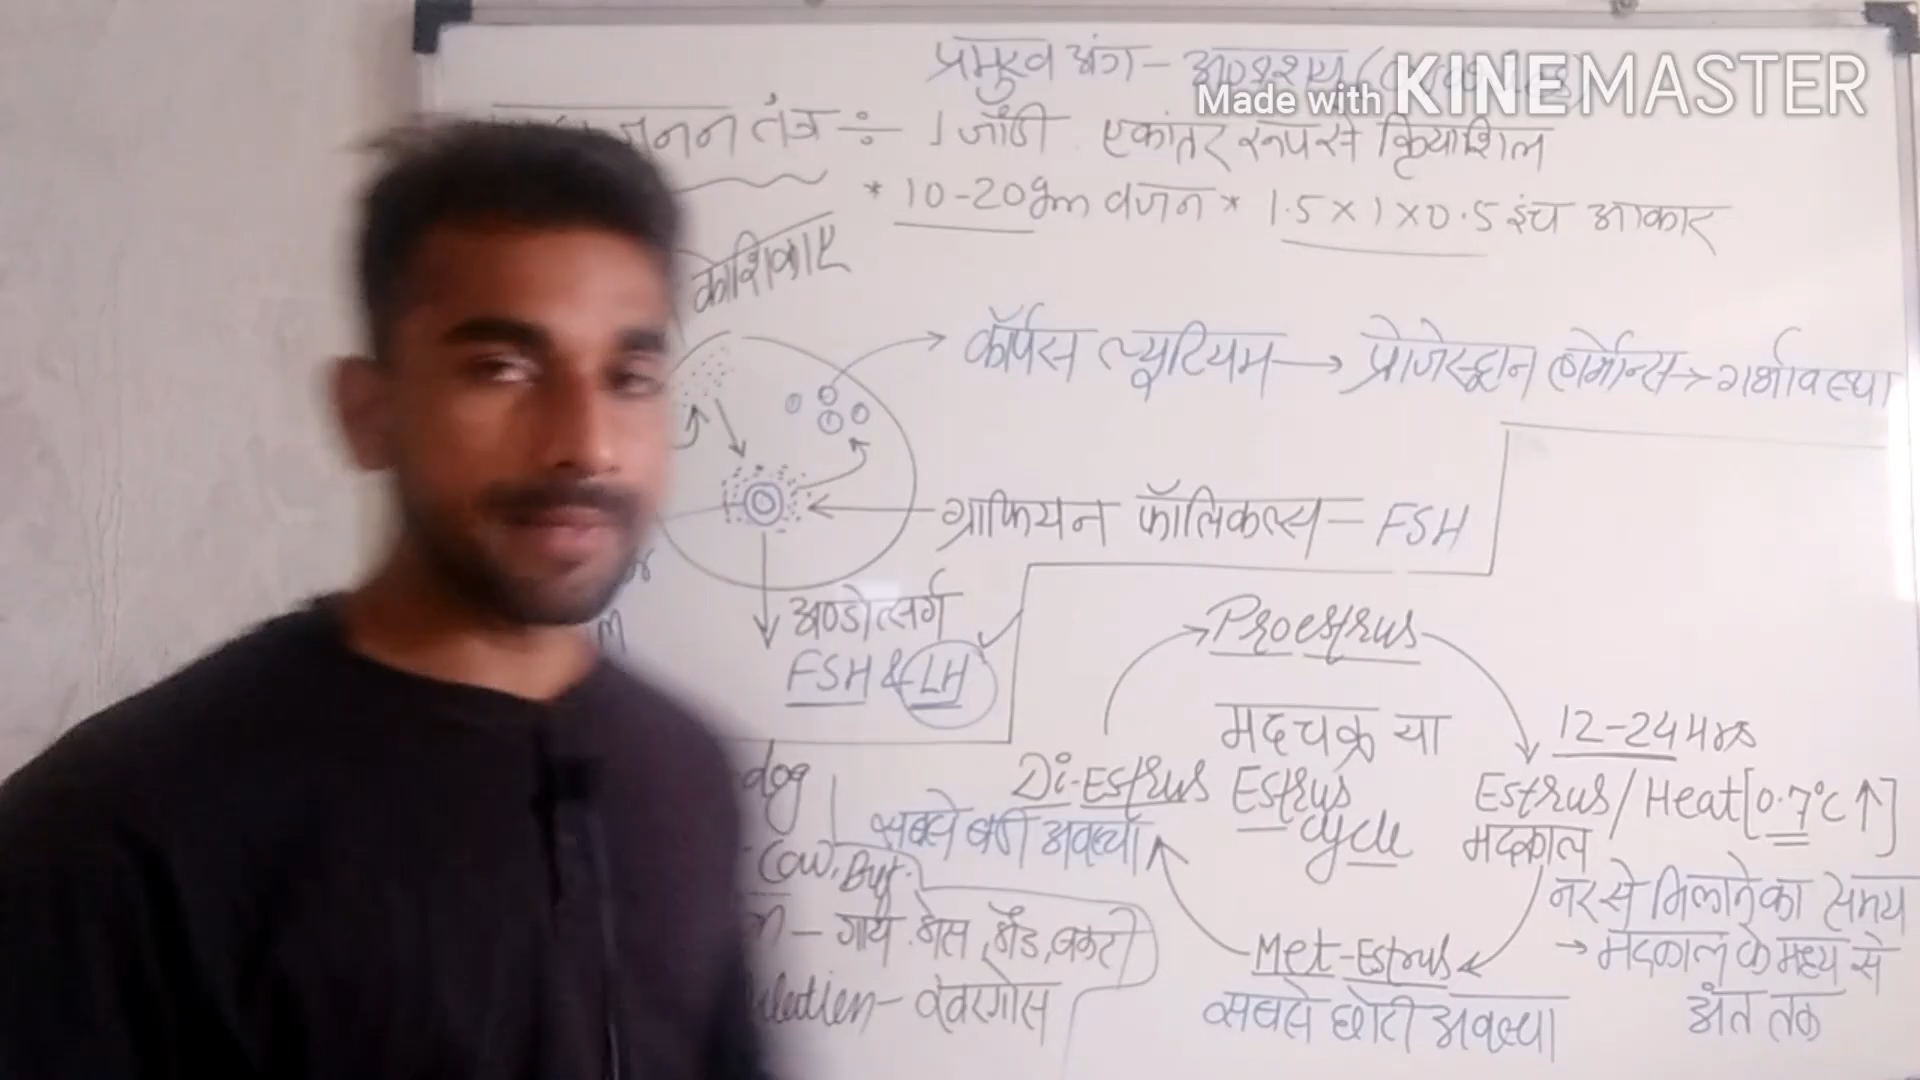 प्रमुख अंग - अण्डाशय
Made with KINEMASTER
जनन तंत्र ÷ 1 जोडी एकांतर रूप से क्रियाशिल
* 10-20gm वजन * 1.5 × 1 × 0.5 इंच आकार
कोशिकाए
कॉर्पस ल्यूटियम → प्रोजेस्ट्रान हार्मोन्स → गर्भावस्था
ग्राफियन फॉलिकल्स - FSH
अण्डोत्सर्ग
FSH & LH
Proestrus
मदचक्र या
Estrus
cycle
12-24 Hrs
Estrus / Heat [0.7°C ↑]
मदकाल
नर से मिलाने का समय
→ मदकाल के मध्य से
अंत तक
Met-Estrus
सबसे छोटी अवस्था
Di-Estrus
सबसे बडी अवस्था
dog
Cow, Buf.
- गाय, भैस, भेड, बकरी
- खरगोस